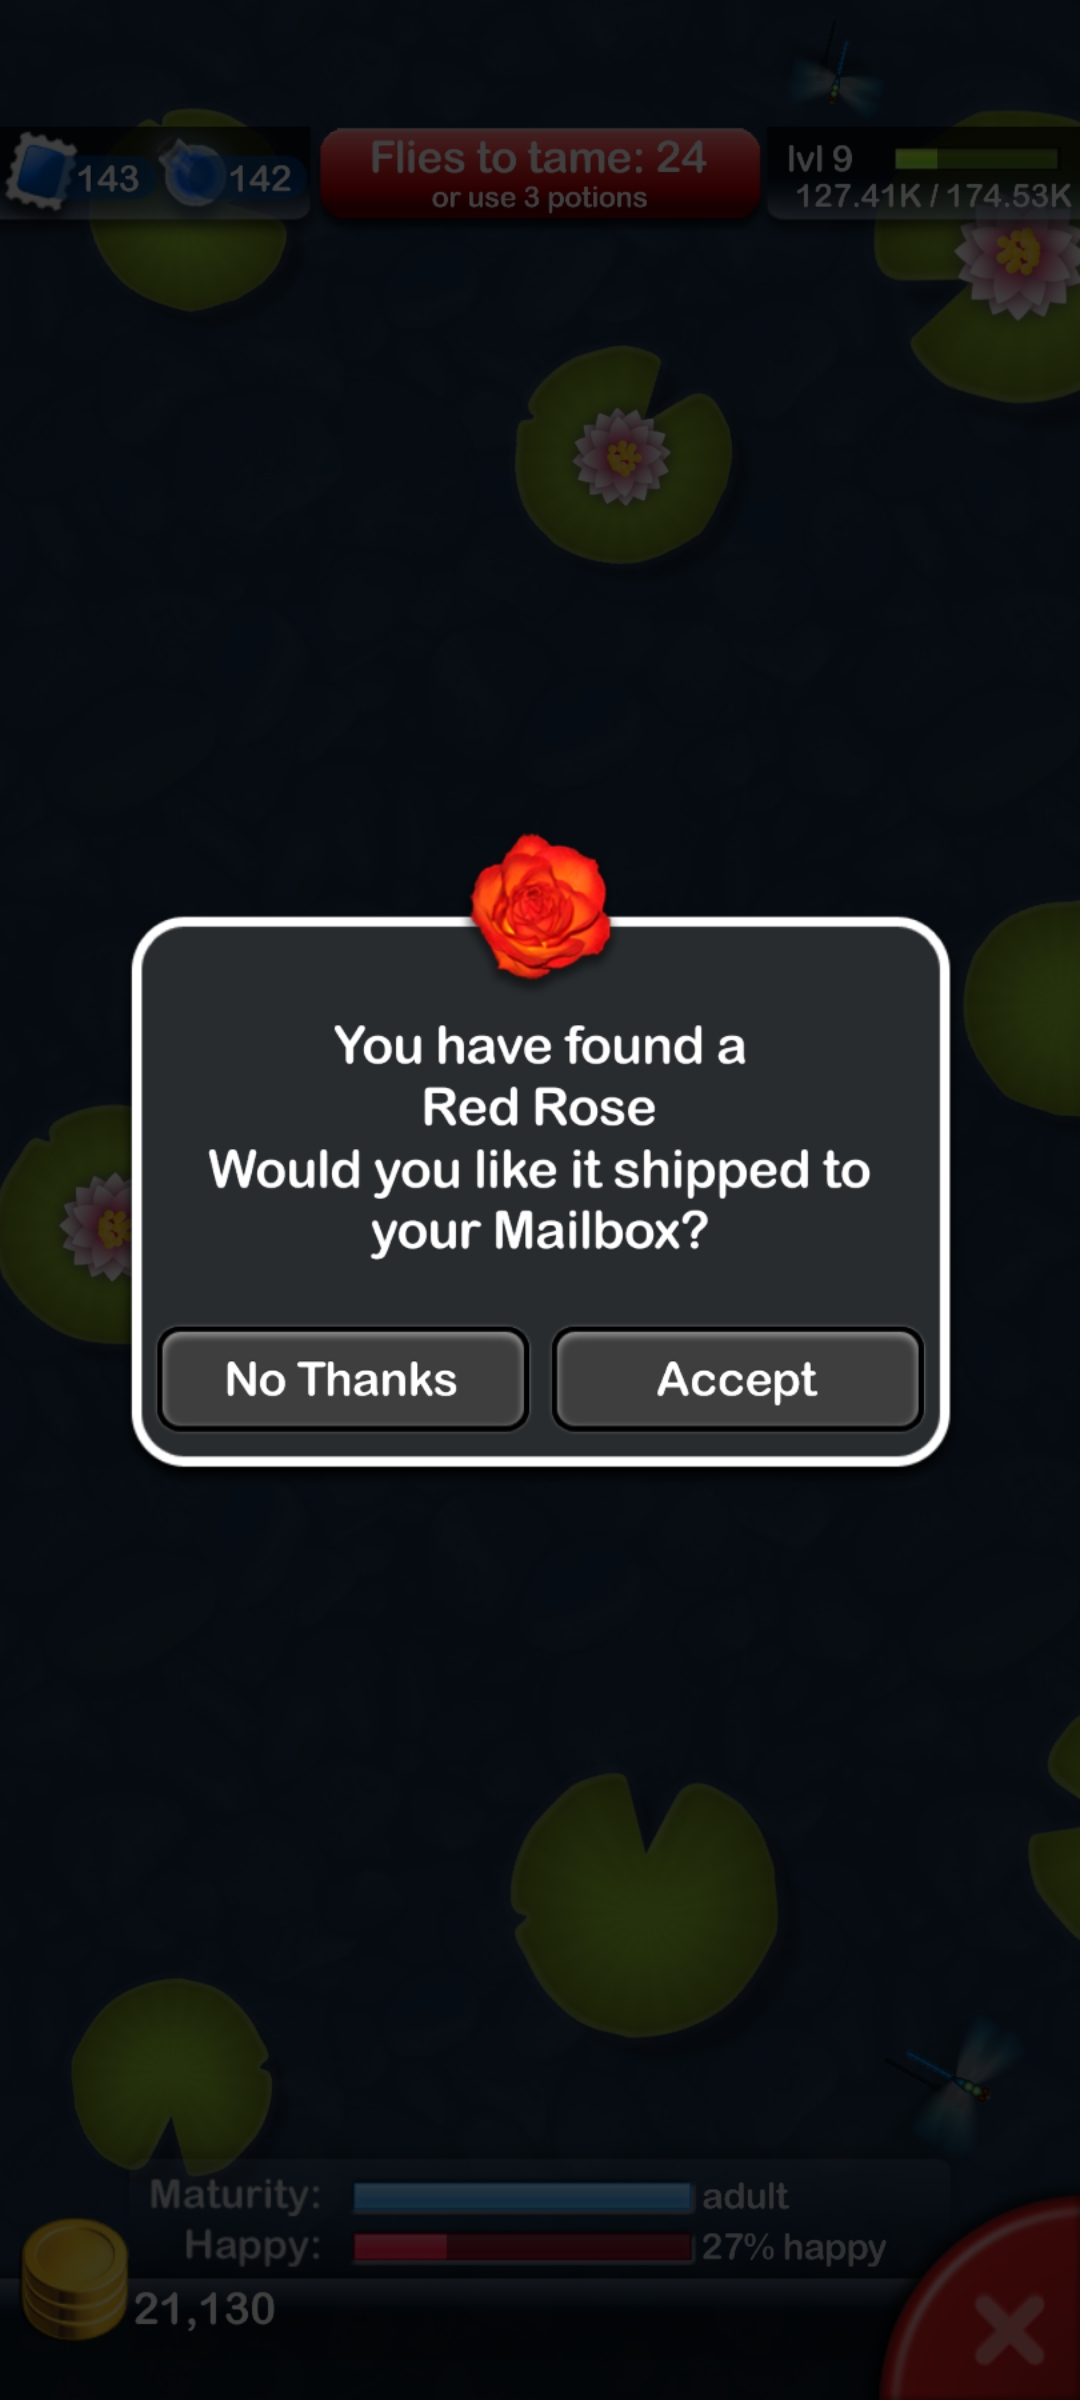 143
142
Flies to tame: 24
or use 3 potions
lvl 9
127.41K / 174.53K
You have found a
Red Rose
Would you like it shipped to
your Mailbox?
No Thanks
Accept
Maturity:
adult
Happy:
27% happy
21,130